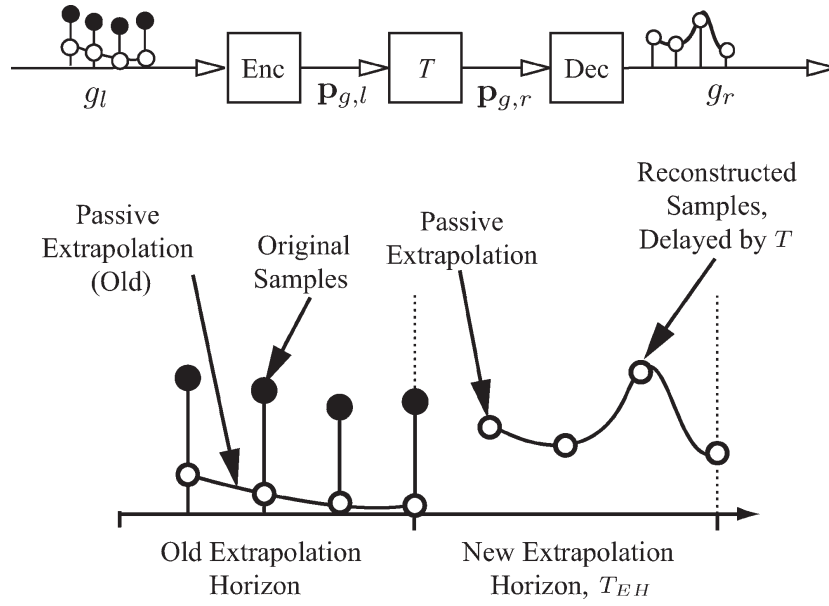 Enc
T
Dec
g_l
p_{g,l}
p_{g,r}
g_r
Passive
Extrapolation
(Old)
Original
Samples
Passive
Extrapolation
Reconstructed
Samples,
Delayed by T
Old Extrapolation
Horizon
New Extrapolation
Horizon, T_{EH}